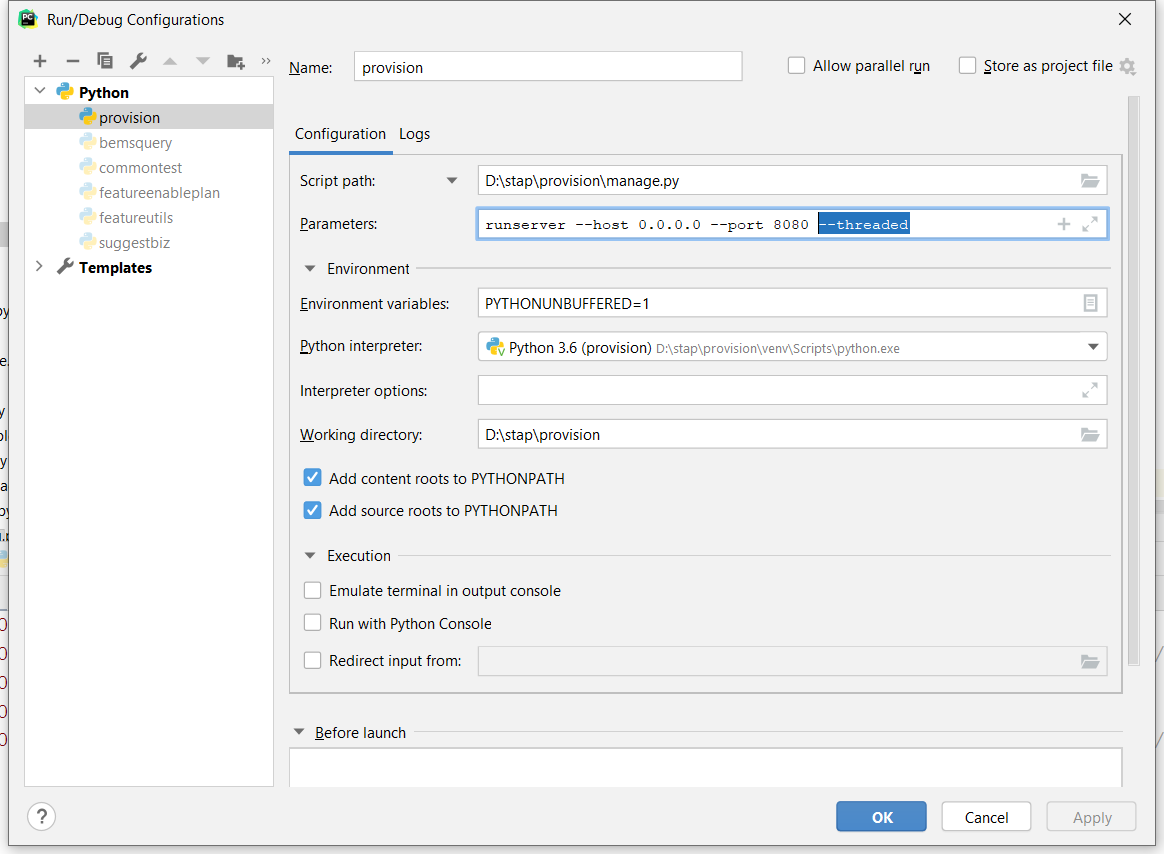 Run/Debug Configurations
Name: provision
Allow parallel run
Store as project file
Python
provision
bemsquery
commontest
featureenableplan
featureutils
suggestbiz
Templates
Configuration Logs
Script path: D:\stap\provision\manage.py
Parameters: runserver --host 0.0.0.0 --port 8080 --threaded
Environment
Environment variables: PYTHONUNBUFFERED=1
Python interpreter: Python 3.6 (provision) D:\stap\provision\venv\Scripts\python.exe
Interpreter options:
Working directory: D:\stap\provision
Add content roots to PYTHONPATH
Add source roots to PYTHONPATH
Execution
Emulate terminal in output console
Run with Python Console
Redirect input from:
Before launch
? OK Cancel Apply